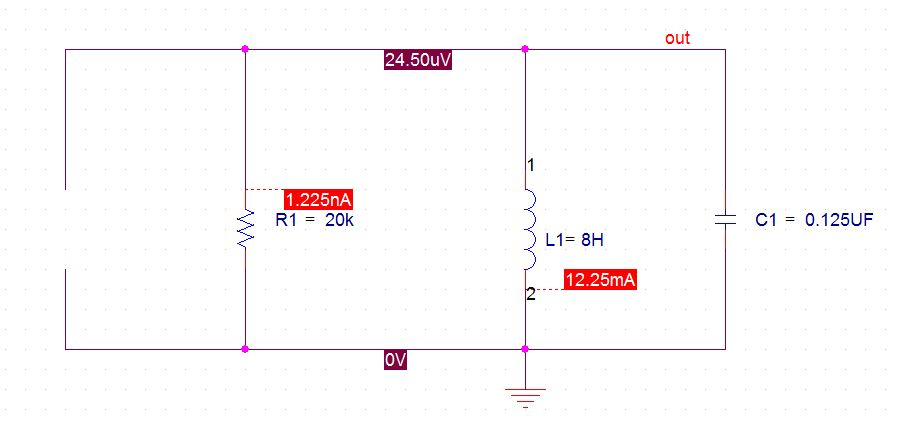 out
24.50uV
1
1.225nA
R1 = 20k
C1 = 0.125UF
L1= 8H
12.25mA
2
0V